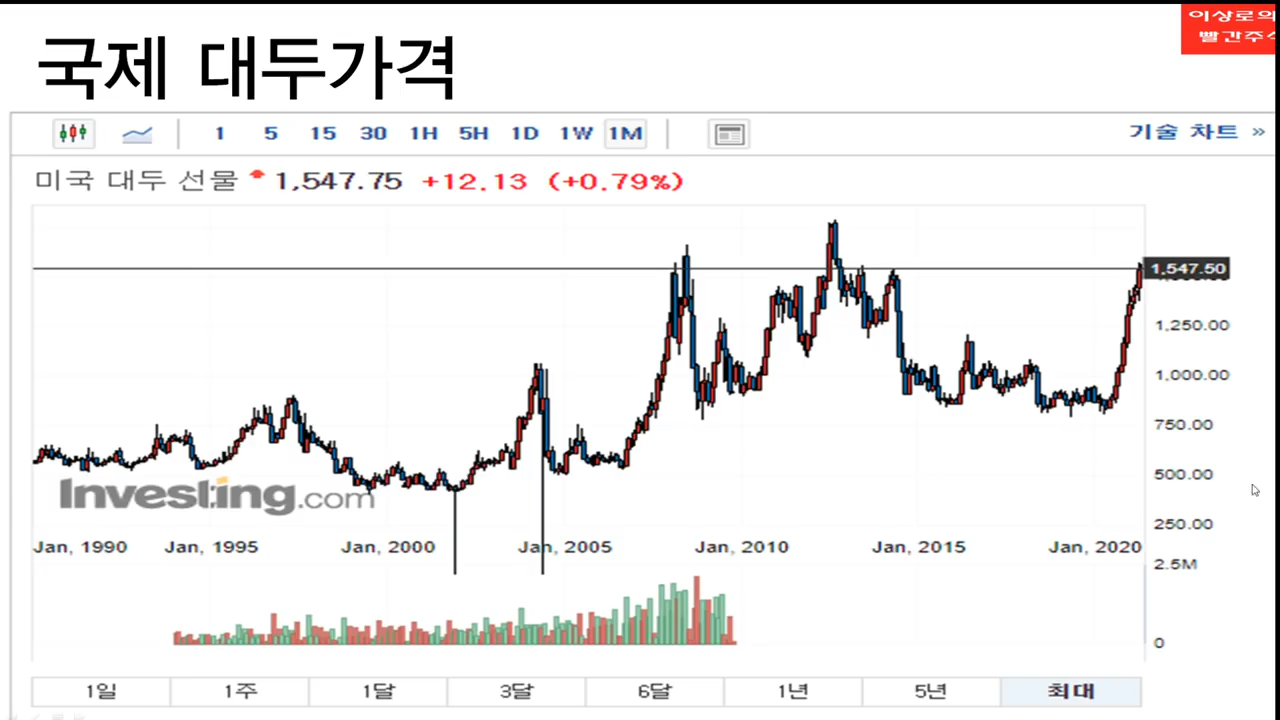 이상로의
국제 대두가격
빨간주식
1 5 15 30 1H 5H 1D 1W 1M
기술 차트 »
미국 대두 선물 1,547.75 +12.13 (+0.79%)
1,547.50
1,250.00
1,000.00
750.00
500.00
Investing.com
250.00
Jan, 1990 Jan, 1995 Jan, 2000 Jan, 2005 Jan, 2010 Jan, 2015 Jan, 2020
2.5M
0
1일 1주 1달 3달 6달 1년 5년 최대